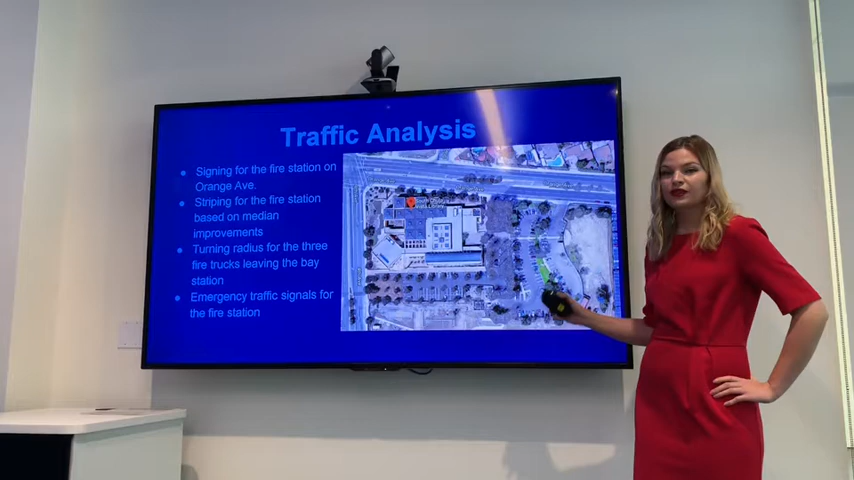 Traffic Analysis
• Signing for the fire station on
Orange Ave.
• Striping for the fire station
based on median
improvements
• Turning radius for the three
fire trucks leaving the bay
station
• Emergency traffic signals for
the fire station